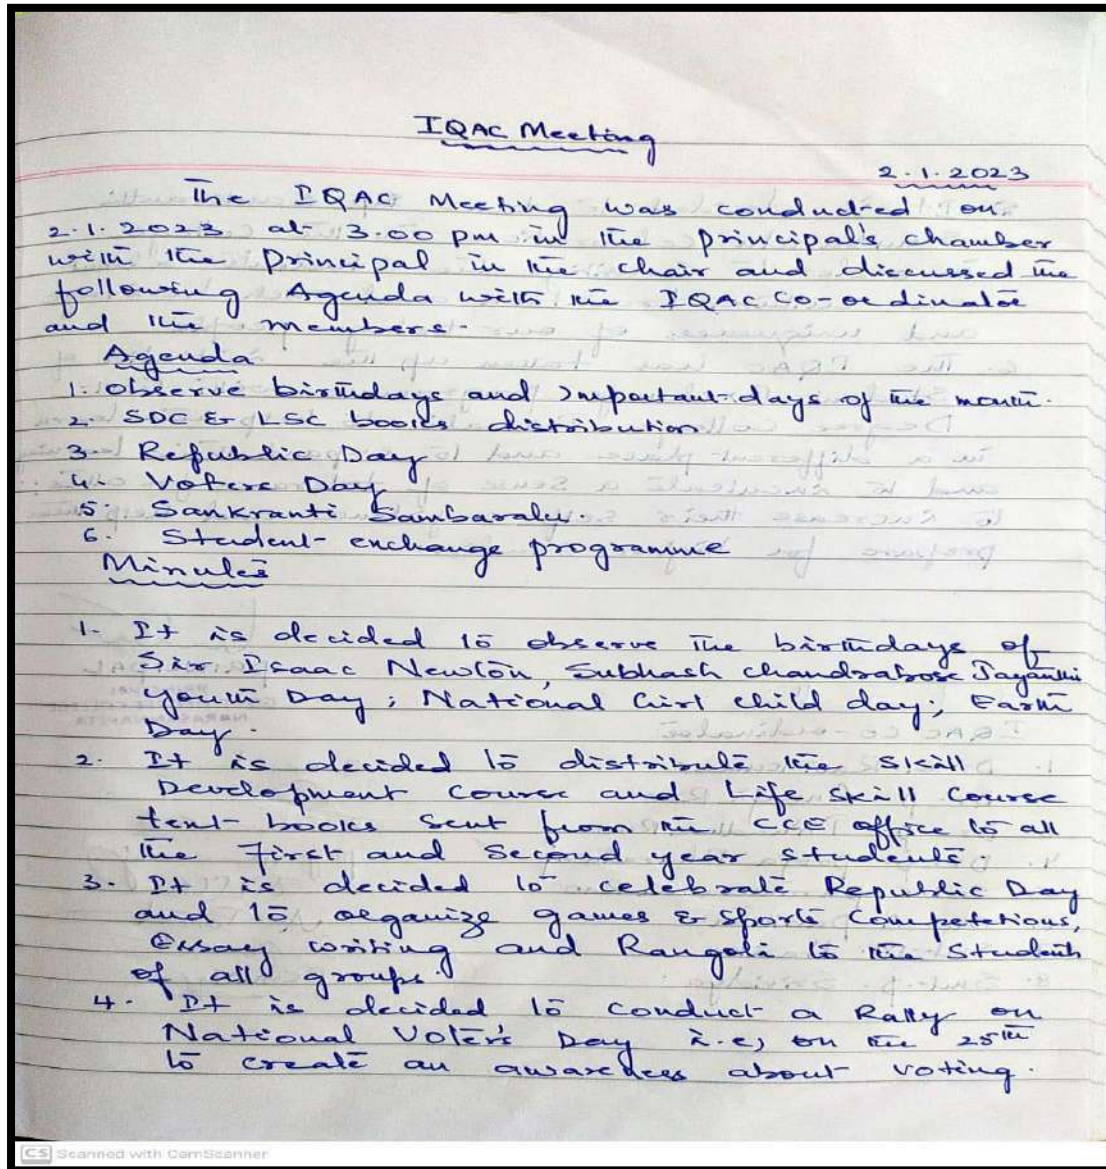 IQAC Meeting
2.1.2023
The IQAC Meeting was conducted on
2.1.2023 at 3.00 pm in the principal's chamber
with the Principal in the chair and discussed the
following Agenda with the IQAC Co-ordinator
and the members.
Agenda
1. Observe birthdays and Important days of the month.
2. SDC & LSC books distribution
3. Republic Day
4. Voters Day
5. Sankranti Sambaralu.
6. Student exchange programme
Minutes
1. It is decided to observe the birthdays of
Sir Isaac Newton, Subhash chandrabose Jayanthi
Youth Day; National Girl child day; Earth
Day.
2. It is decided to distribute the Skill
Development Course and Life skill Course
text books sent from the CCE office to all
the First and Second year students
3. It is decided to celebrate Republic Day
and to organize games & sports Competetions,
Essay writing and Rangoli to the Students
of all groups.
4. It is decided to conduct a Rally on
National Voter's Day i.e, on the 25th
to create an awareness about voting.
CS Scanned with CamScanner